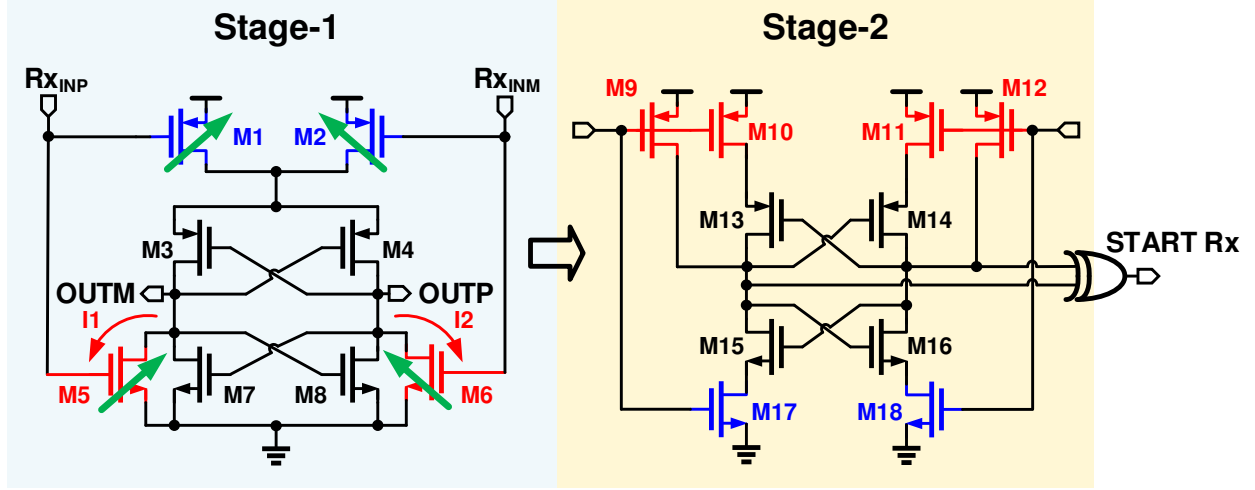 Stage-1
Stage-2
RxINP
RxINM
M1
M2
M3
M4
OUTM
OUTP
I1
I2
M5
M7
M8
M6
M9
M12
M10
M11
M13
M14
START Rx
M15
M16
M17
M18